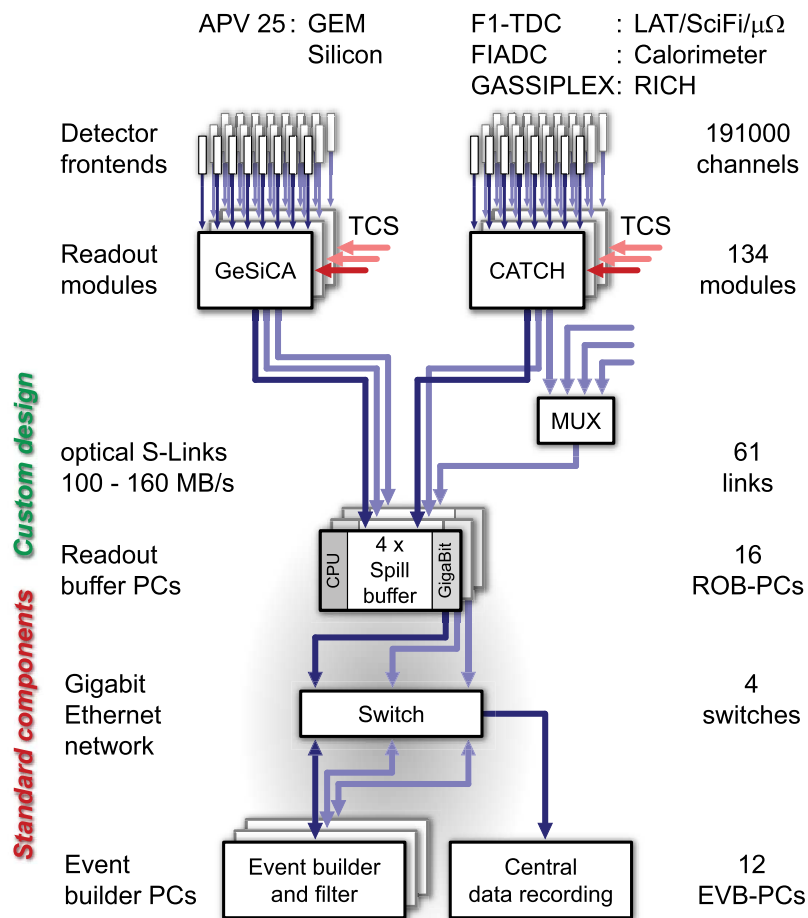 APV 25 : GEM
Silicon
F1-TDC : LAT/SciFi/μΩ
FIADC : Calorimeter
GASSIPLEX: RICH
Detector
frontends
191000
channels
TCS
TCS
Readout
modules
GeSiCA
CATCH
134
modules
MUX
Custom design
optical S-Links
100 - 160 MB/s
61
links
Readout
buffer PCs
CPU
4 x
Spill
buffer
GigaBit
16
ROB-PCs
Standard components
Gigabit
Ethernet
network
Switch
4
switches
Event
builder PCs
Event builder
and filter
Central
data recording
12
EVB-PCs